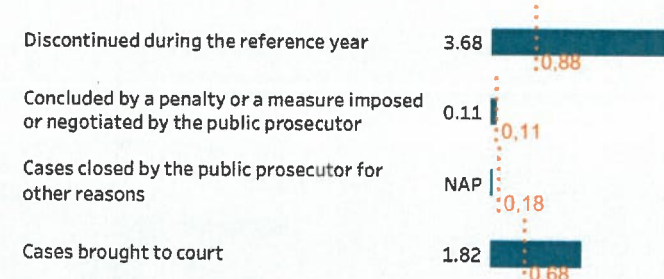 Discontinued during the reference year 3.68
0,88
Concluded by a penalty or a measure imposed
or negotiated by the public prosecutor 0.11
0,11
Cases closed by the public prosecutor for
other reasons NAP
0,18
Cases brought to court 1.82
0,68